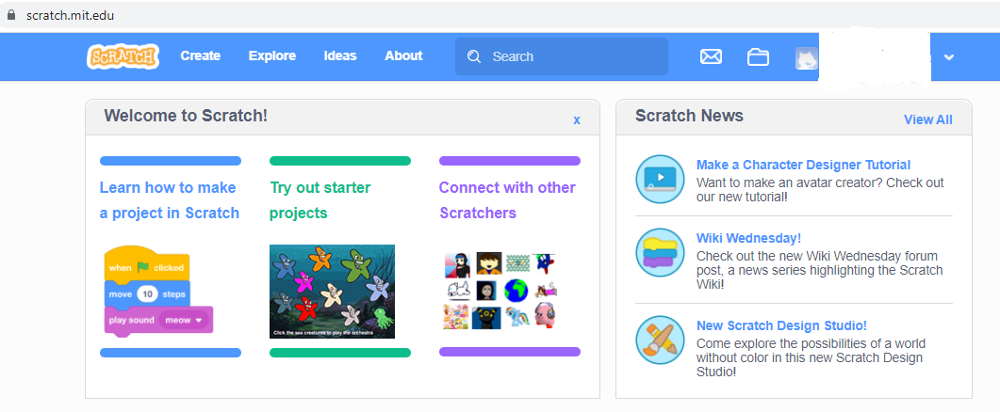 scratch.mit.edu
SCRATCH
Create
Explore
Ideas
About
Search
Welcome to Scratch!
x
Learn how to make
a project in Scratch
when clicked
move 10 steps
play sound meow
Try out starter
projects
Click the sea creatures to play the orchestra
Connect with other
Scratchers
Scratch News
View All
Make a Character Designer Tutorial
Want to make an avatar creator? Check out
our new tutorial!
Wiki Wednesday!
Check out the new Wiki Wednesday forum
post, a news series highlighting the Scratch
Wiki!
New Scratch Design Studio!
Come explore the possibilities of a world
without color in this new Scratch Design
Studio!